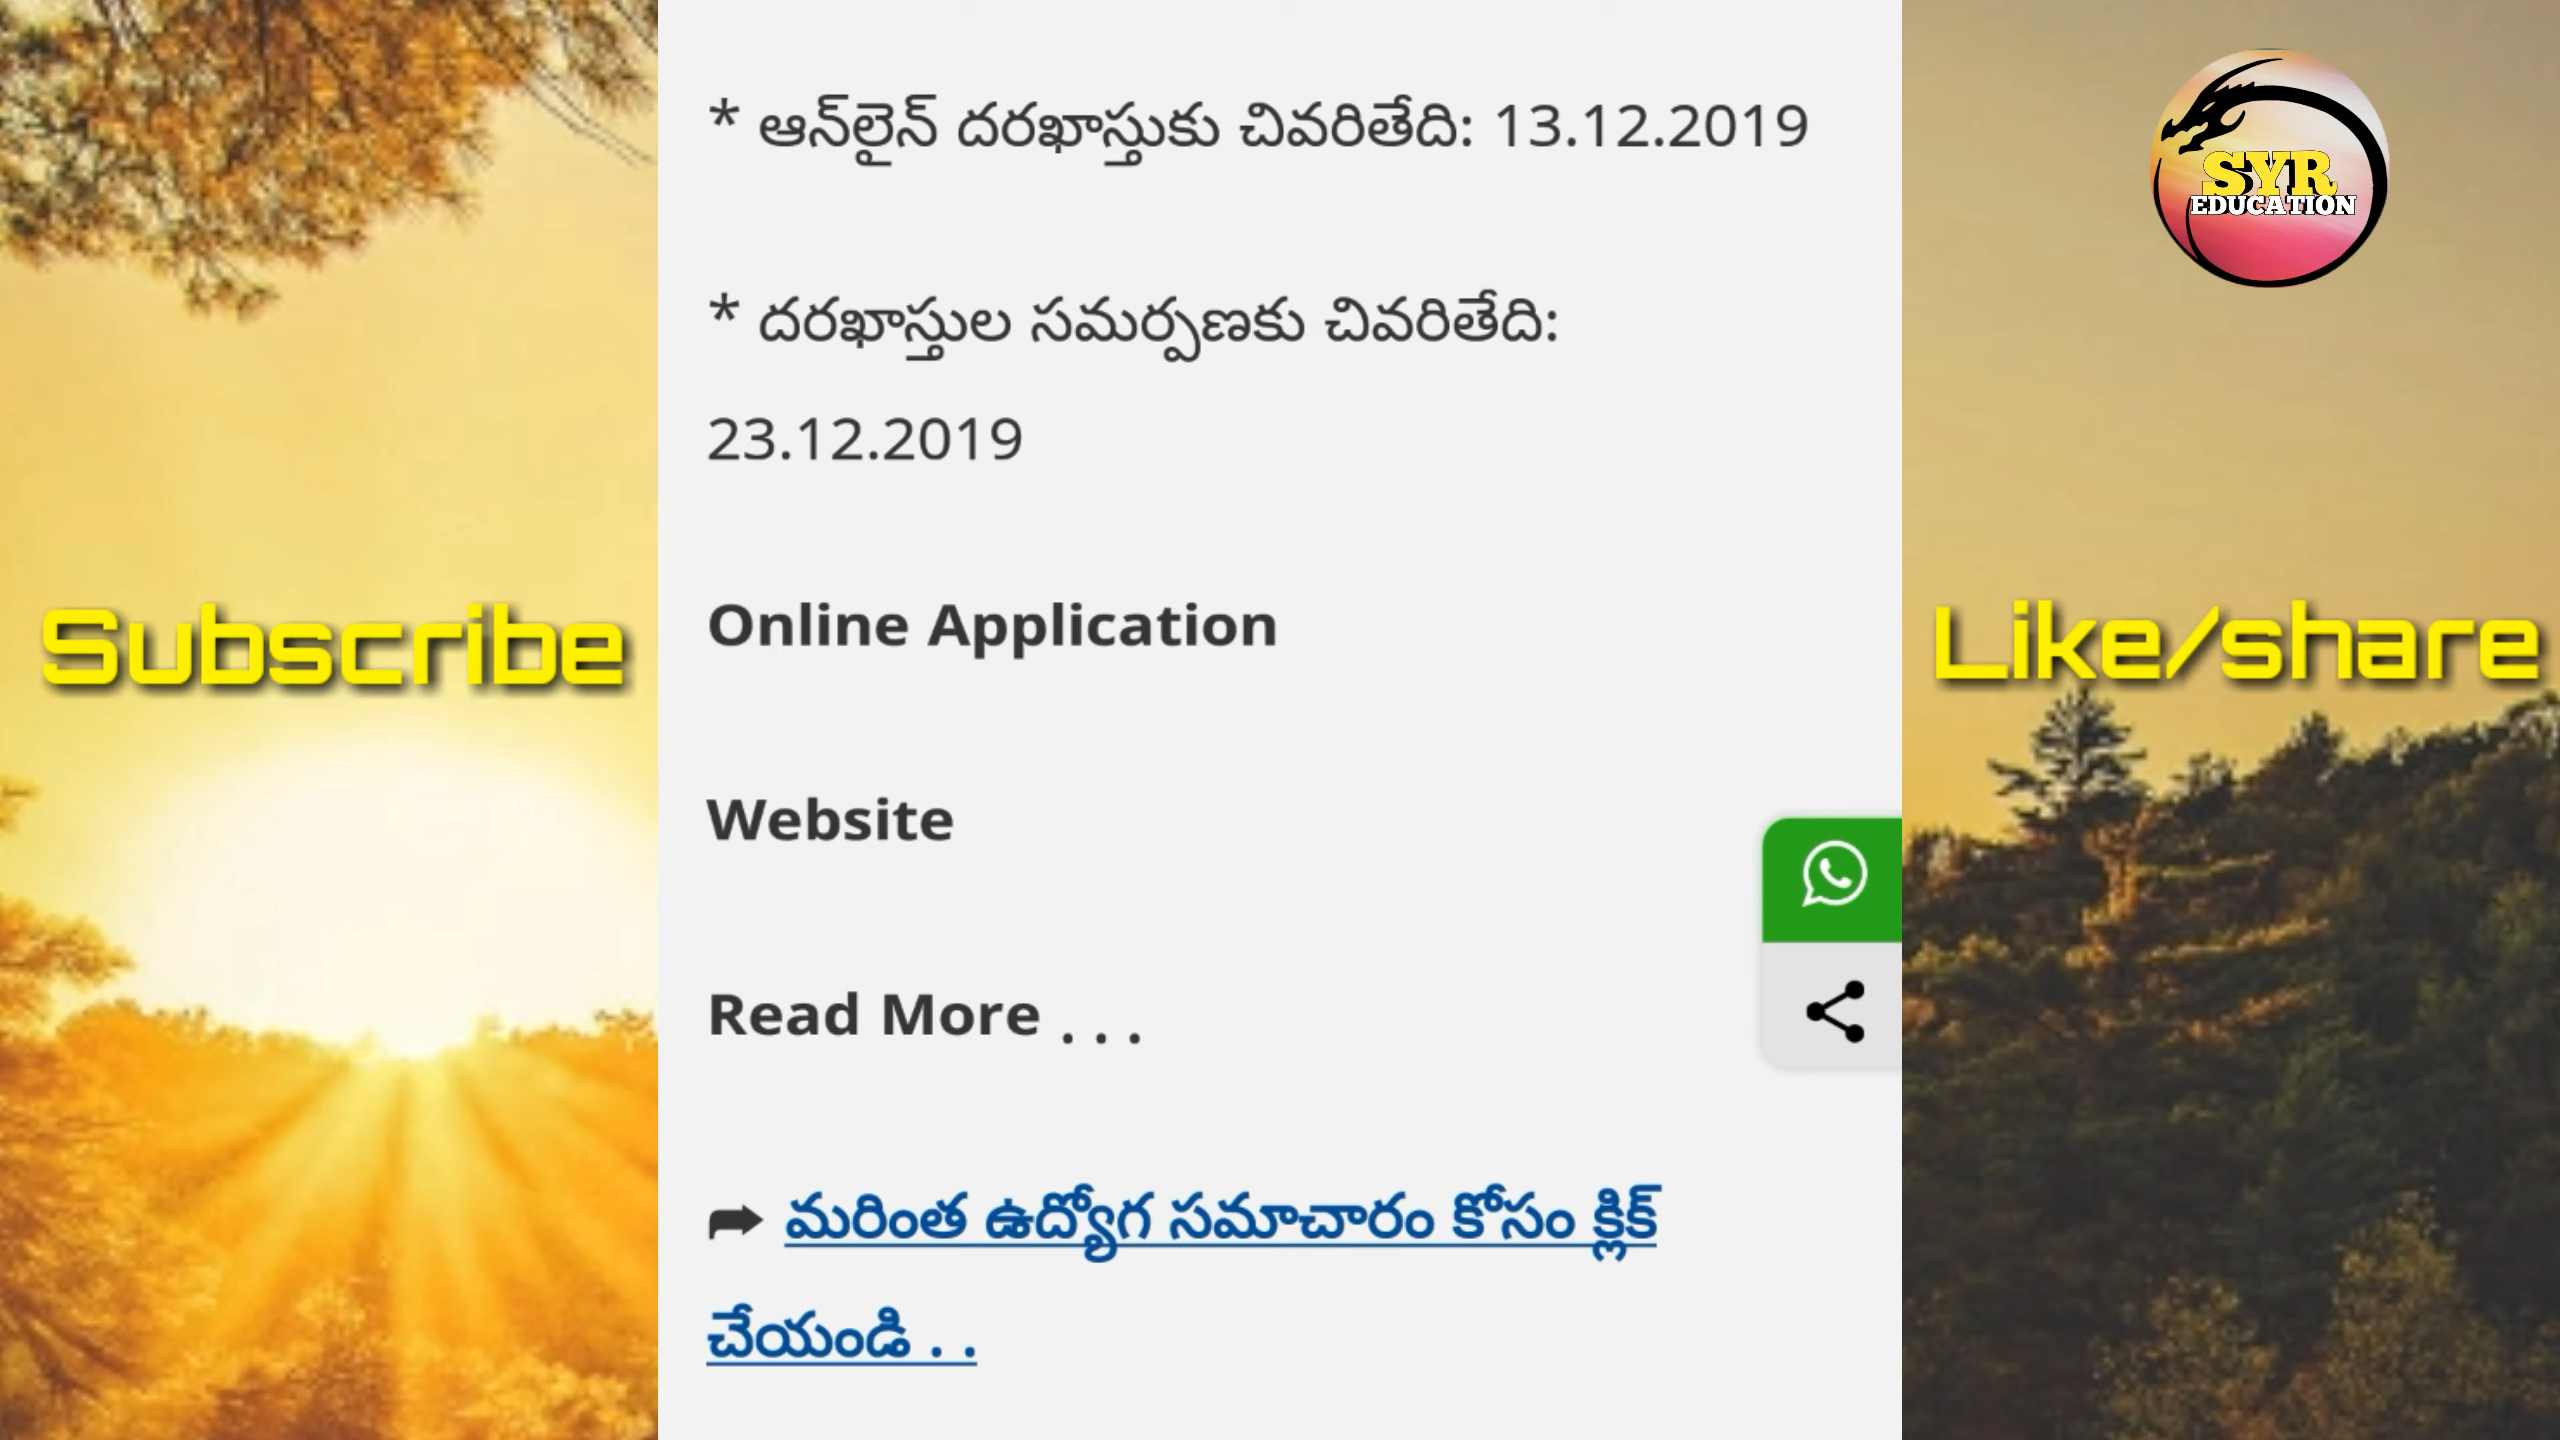 * ఆన్‌లైన్ దరఖాస్తుకు చివరితేది: 13.12.2019
SYR
EDUCATION
* దరఖాస్తుల సమర్పణకు చివరితేది:
23.12.2019
Online Application
Subscribe
Like/share
Website
Read More . . .
➦ మరింత ఉద్యోగ సమాచారం కోసం క్లిక్
చేయండి . .